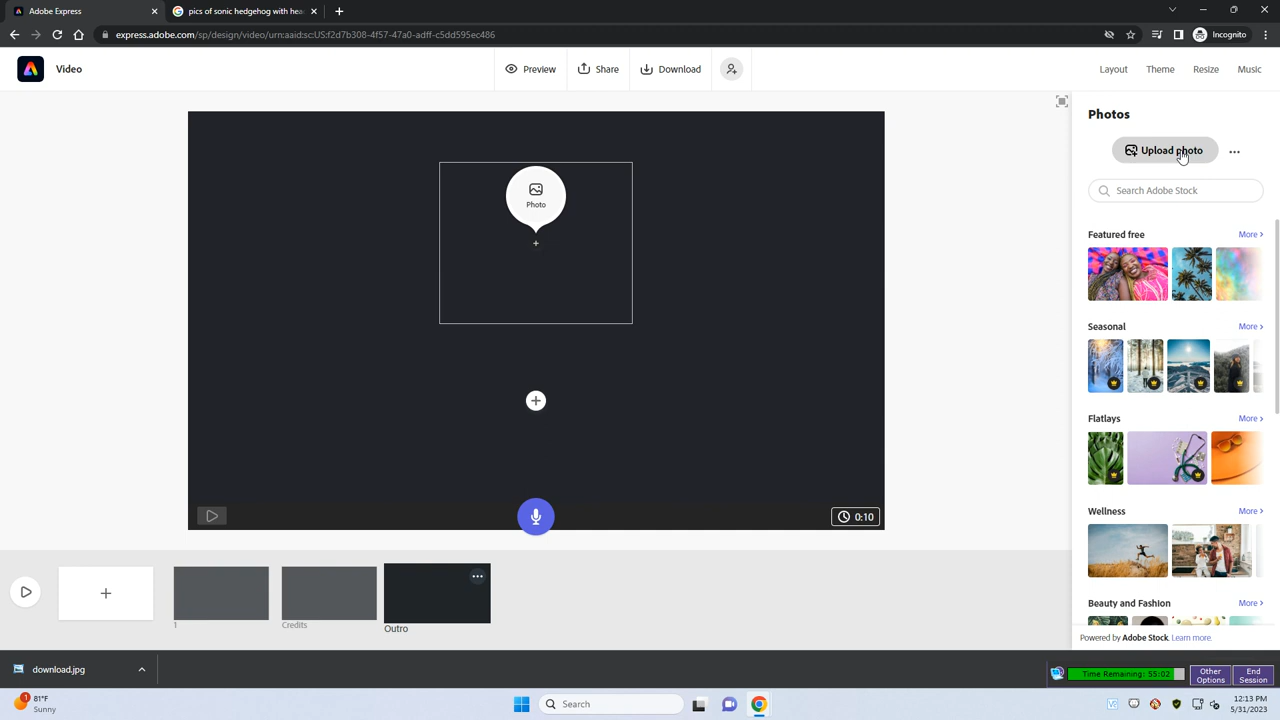 Adobe Express
pics of sonic hedgehog with hea
express.adobe.com/sp/design/video/urn:aaid:sc:US:f2d7b308-4f57-47a0-adff-c5dd595ec486
Incognito
Video
Preview
Share
Download
Layout
Theme
Resize
Music
Photos
Upload photo
Search Adobe Stock
Photo
Featured free
More >
Seasonal
More >
Flatlays
More >
Wellness
More >
Beauty and Fashion
More >
Powered by Adobe Stock. Learn more.
0:10
1
Credits
Outro
download.jpg
Time Remaining: 55:02
Other Options
End Session
1
81°F
Sunny
Search
12:13 PM
5/31/2023